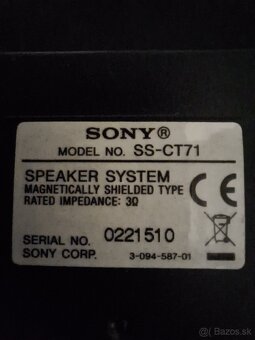 SONY®
MODEL NO. SS-CT71
SPEAKER SYSTEM
MAGNETICALLY SHIELDED TYPE
RATED IMPEDANCE: 3Ω
CE
SERIAL NO. 0221510
SONY CORP. 3-094-587-01
Bazos.sk